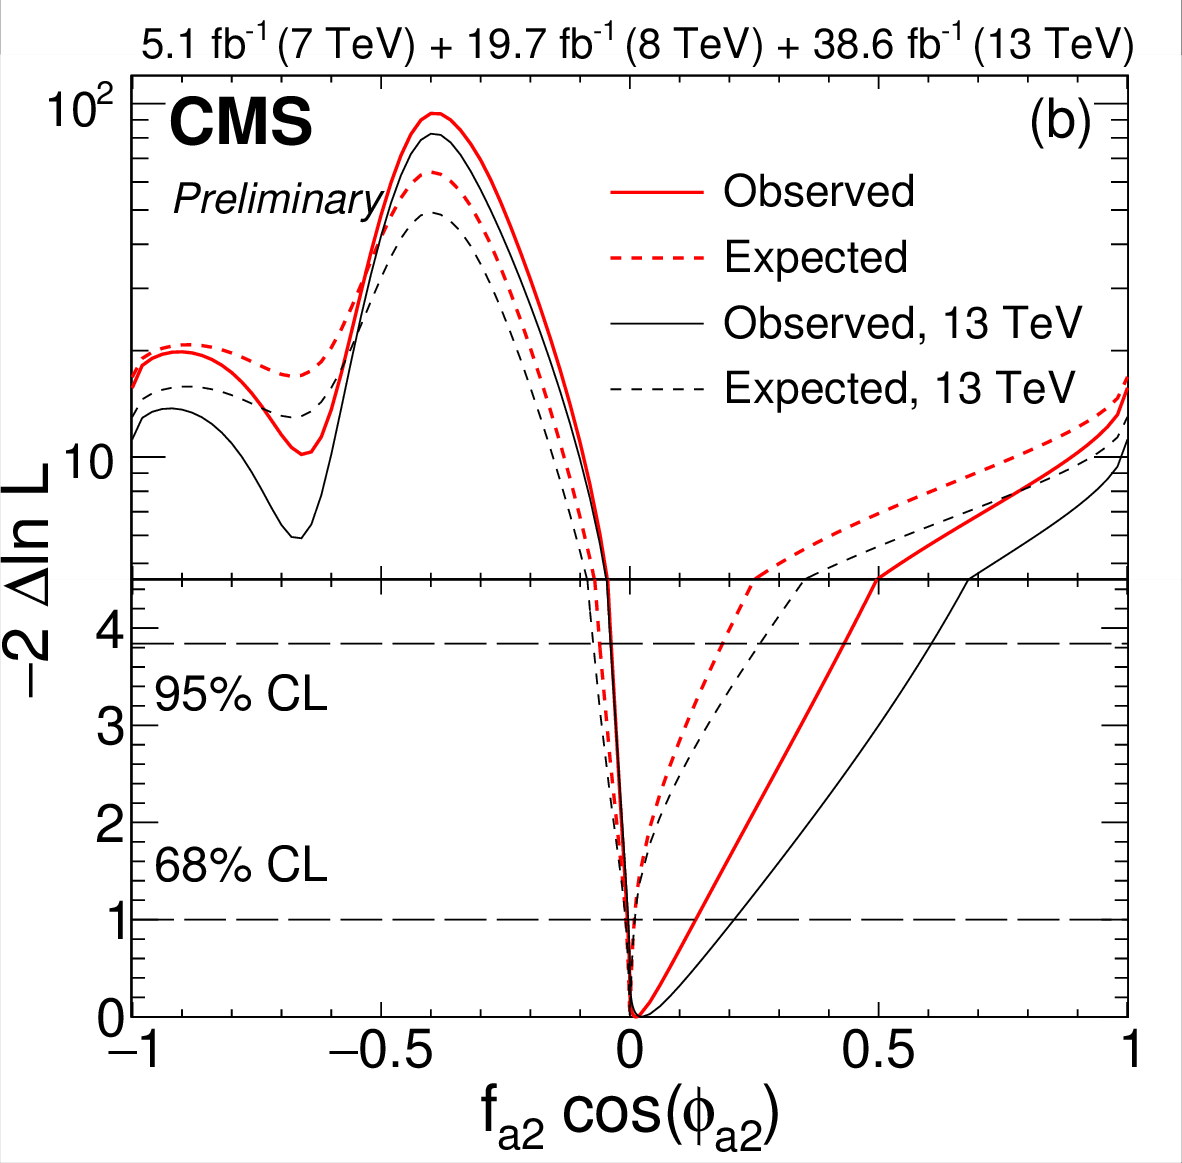 5.1 fb-1 (7 TeV) + 19.7 fb-1 (8 TeV) + 38.6 fb-1 (13 TeV)
10²
CMS
(b)
Preliminary
Observed
Expected
Observed, 13 TeV
Expected, 13 TeV
10
−2 Δln L
4
95% CL
3
2
68% CL
1
0
−1
−0.5
0
0.5
1
fa2 cos(ϕa2)